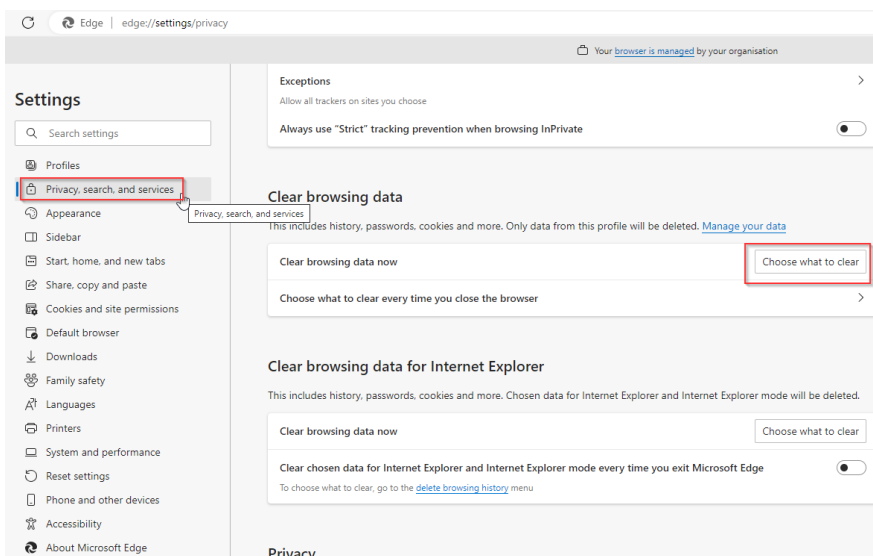 Edge | edge://settings/privacy
Your browser is managed by your organisation
Settings
Search settings
Profiles
Privacy, search, and services
Appearance
Sidebar
Start, home, and new tabs
Share, copy and paste
Cookies and site permissions
Default browser
Downloads
Family safety
Languages
Printers
System and performance
Reset settings
Phone and other devices
Accessibility
About Microsoft Edge
Privacy, search, and services
Exceptions
Allow all trackers on sites you choose
Always use "Strict" tracking prevention when browsing InPrivate
Clear browsing data
This includes history, passwords, cookies and more. Only data from this profile will be deleted. Manage your data
Clear browsing data now
Choose what to clear
Choose what to clear every time you close the browser
Clear browsing data for Internet Explorer
This includes history, passwords, cookies and more. Chosen data for Internet Explorer and Internet Explorer mode will be deleted.
Clear browsing data now
Choose what to clear
Clear chosen data for Internet Explorer and Internet Explorer mode every time you exit Microsoft Edge
To choose what to clear, go to the delete browsing history menu
Privacy